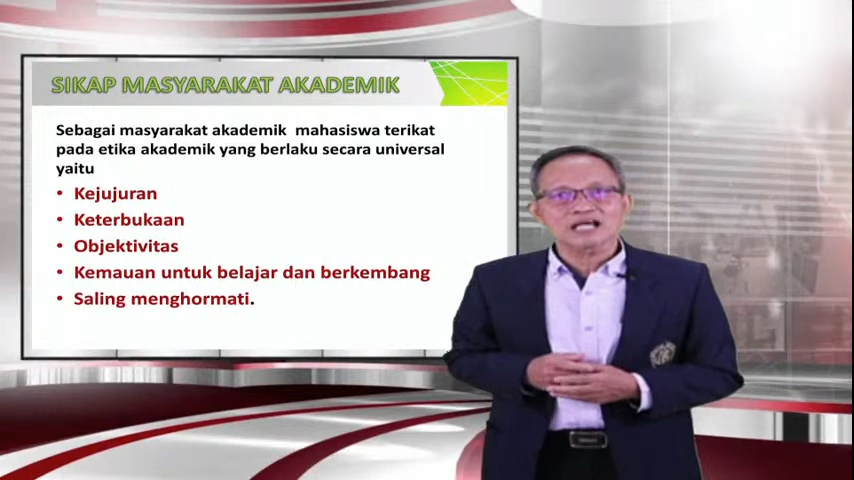 SIKAP MASYARAKAT AKADEMIK
Sebagai masyarakat akademik mahasiswa terikat
pada etika akademik yang berlaku secara universal
yaitu
• Kejujuran
• Keterbukaan
• Objektivitas
• Kemauan untuk belajar dan berkembang
• Saling menghormati.